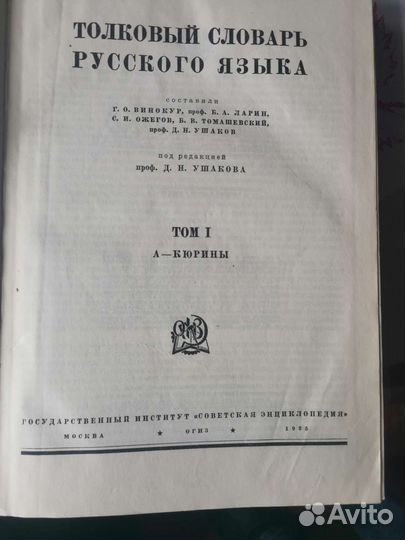 ТОЛКОВЫЙ СЛОВАРЬ
РУССКОГО ЯЗЫКА
составили
Г. О. ВИНОКУР, проф. Б. А. ЛАРИН,
С. И. ОЖЕГОВ, Б. В. ТОМАШЕВСКИЙ,
проф. Д. Н. УШАКОВ
под редакцией
проф. Д. Н. УШАКОВА
ТОМ I
А—КЮРИНЫ
ГОСУДАРСТВЕННЫЙ ИНСТИТУТ «СОВЕТСКАЯ ЭНЦИКЛОПЕДИЯ»
МОСКВА ★ ОГИЗ ★ 1935
Avito